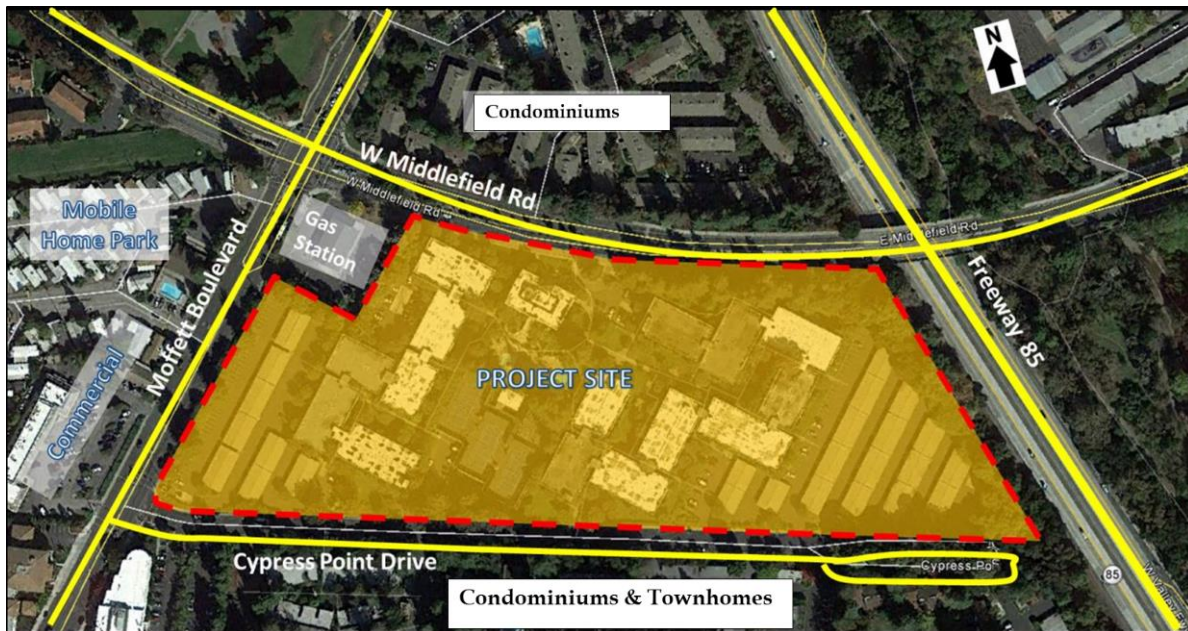 N
Condominiums
W Middlefield Rd
W Middlefield Rd
Mobile
Home Park
Gas
Station
E Middlefield Rd
Moffett Boulevard
Freeway 85
Commercial
PROJECT SITE
Cypress Point Drive
Cypress Po
85
Condominiums & Townhomes